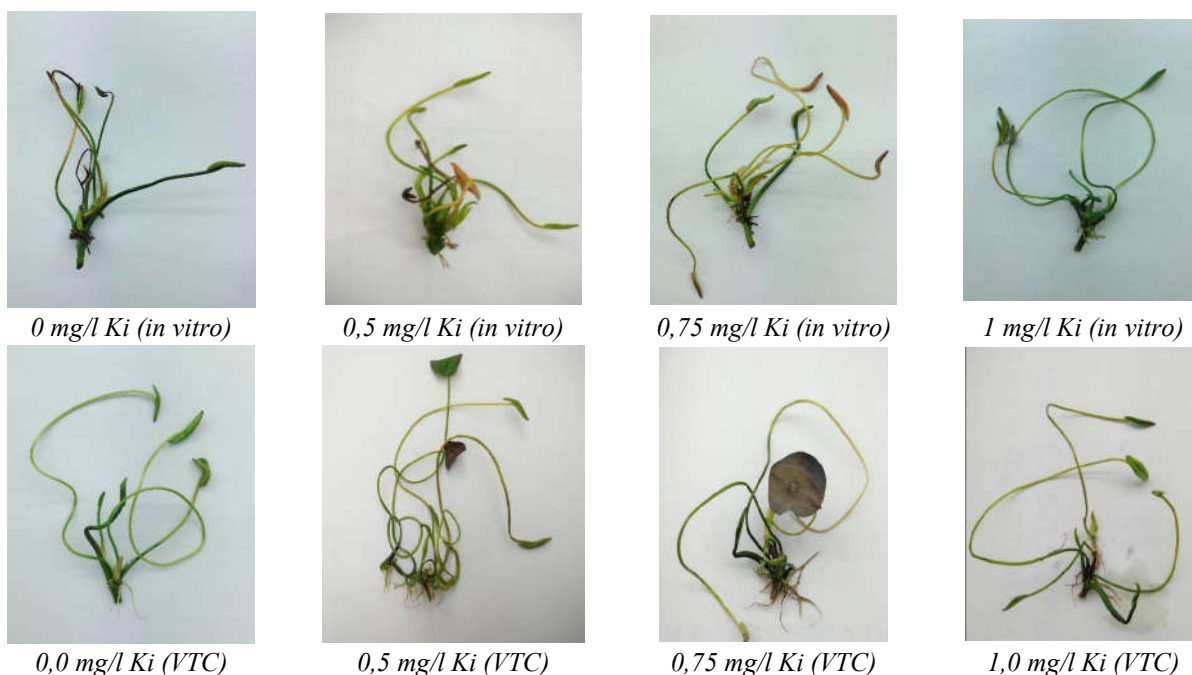 0 mg/l Ki (in vitro)
0,5 mg/l Ki (in vitro)
0,75 mg/l Ki (in vitro)
1 mg/l Ki (in vitro)
0,0 mg/l Ki (VTC)
0,5 mg/l Ki (VTC)
0,75 mg/l Ki (VTC)
1,0 mg/l Ki (VTC)